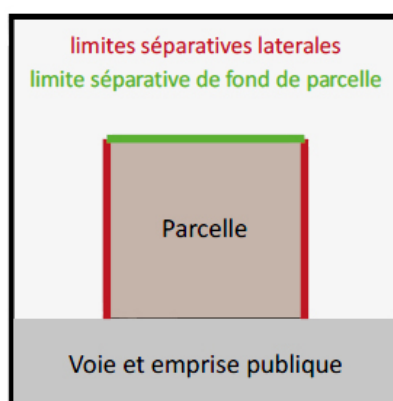 limites séparatives laterales
limite séparative de fond de parcelle
Parcelle
Voie et emprise publique